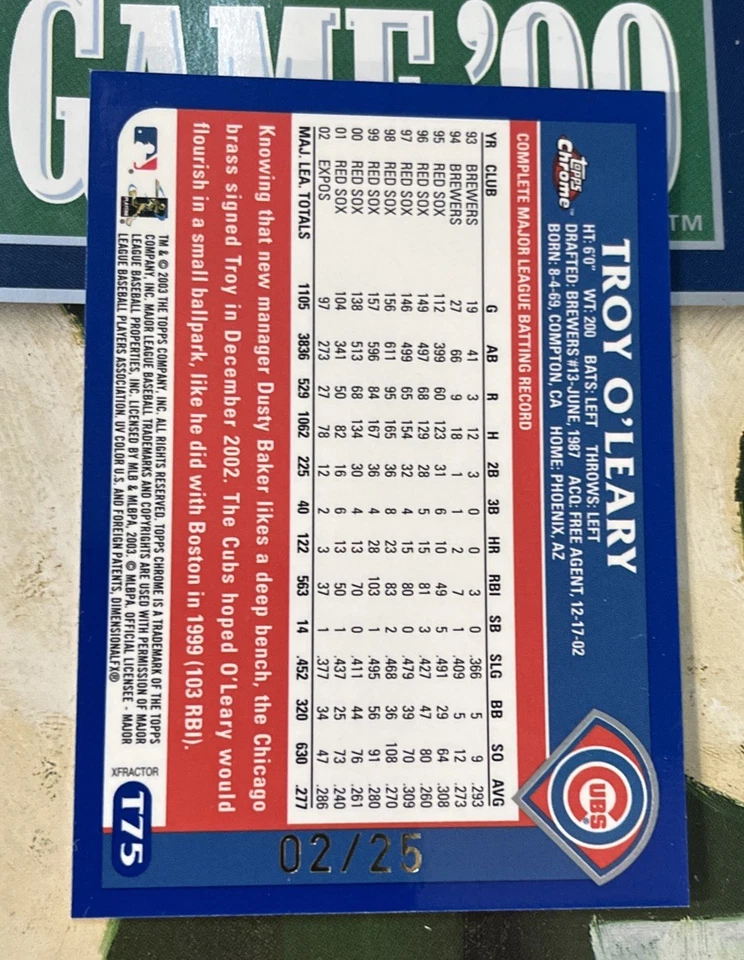 GAME
TM
Topps Chrome™
TROY O'LEARY
HT: 6'0" WT: 200 BATS: LEFT THROWS: LEFT
DRAFTED: BREWERS #13-JUNE, 1987 ACQ: FREE AGENT, 12-17-02
BORN: 8-4-69, COMPTON, CA HOME: PHOENIX, AZ
CUBS®
COMPLETE MAJOR LEAGUE BATTING RECORD
YR CLUB G AB R H 2B 3B HR RBI SB SLG BB SO AVG
93 BREWERS 19 41 3 12 3 0 0 3 0 .366 5 9 .293
94 BREWERS 27 66 9 18 1 1 2 7 1 .409 5 12 .273
95 RED SOX 112 399 60 123 31 6 10 49 5 .491 29 64 .308
96 RED SOX 149 497 68 129 28 5 15 81 3 .427 47 80 .260
97 RED SOX 146 499 65 154 32 4 15 80 0 .479 39 70 .309
98 RED SOX 156 611 95 165 36 8 23 83 2 .468 36 108 .270
99 RED SOX 157 596 84 167 36 4 28 103 1 .495 56 91 .280
00 RED SOX 138 513 68 134 30 4 13 70 0 .411 44 76 .261
01 RED SOX 104 341 50 82 16 6 13 50 1 .437 25 73 .240
02 EXPOS 97 273 27 78 12 2 3 37 1 .377 34 47 .286
MAJ. LEA. TOTALS 1105 3836 529 1062 225 40 122 563 14 .452 320 630 .277
02/25
Knowing that new manager Dusty Baker likes a deep bench, the Chicago
brass signed Troy in December 2002. The Cubs hoped O'Leary would
flourish in a small ballpark, like he did with Boston in 1999 (103 RBI).
TM & © 2003 THE TOPPS COMPANY, INC. ALL RIGHTS RESERVED. TOPPS CHROME IS A TRADEMARK OF THE TOPPS
COMPANY, INC. MAJOR LEAGUE BASEBALL TRADEMARKS AND COPYRIGHTS ARE USED WITH PERMISSION OF MAJOR
LEAGUE BASEBALL PROPERTIES, INC. LICENSED BY MLB & MLBPA, 2003. © MLBPA. OFFICIAL LICENSEE - MAJOR
LEAGUE BASEBALL PLAYERS ASSOCIATION. UV COLOR U.S. AND FOREIGN PATENTS, DIMENSIONALFX®
XFRACTOR
T75